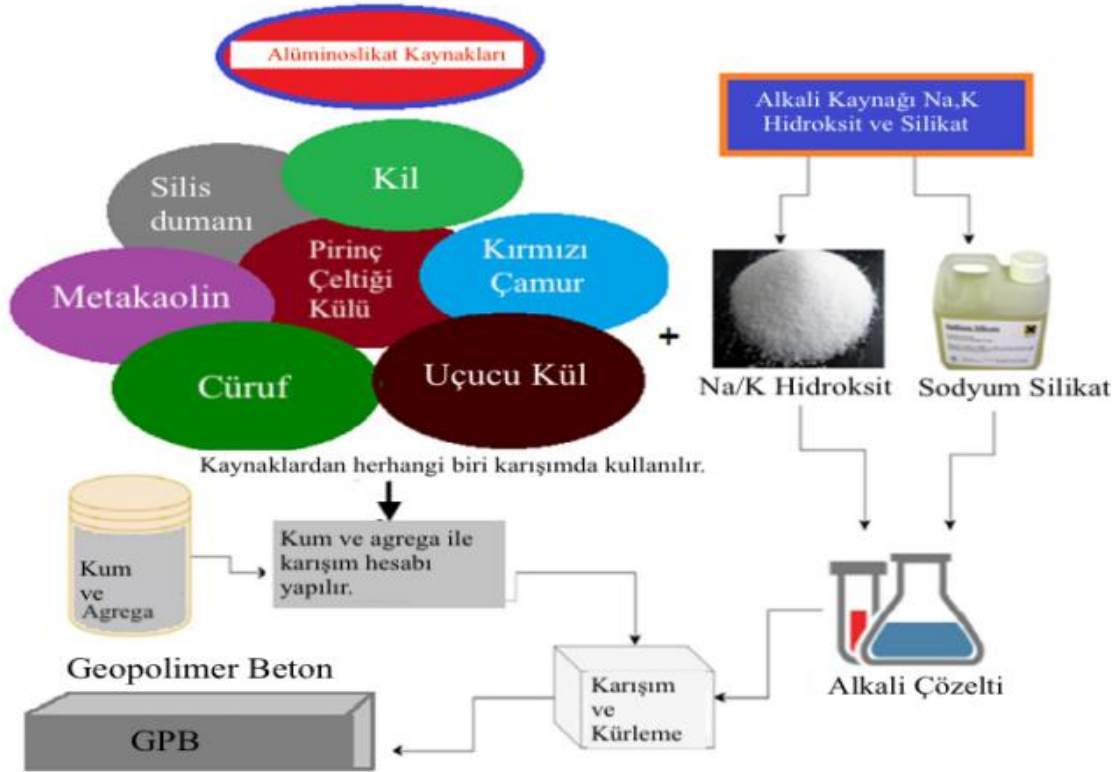 Alüminoslikat Kaynakları
Alkali Kaynağı Na,K
Hidroksit ve Silikat
Kil
Silis
dumanı
Pirinç
Çeltiği
Külü
Kırmızı
Çamur
Metakaolin
+
Cüruf
Uçucu Kül
Sodium Silicate
Na/K Hidroksit
Sodyum Silikat
Kaynaklardan herhangi biri karışımda kullanılır.
Kum
ve
Agrega
Kum ve agrega ile
karışım hesabı
yapılır.
Alkali Çözelti
Karışım
ve
Kürleme
Geopolimer Beton
GPB